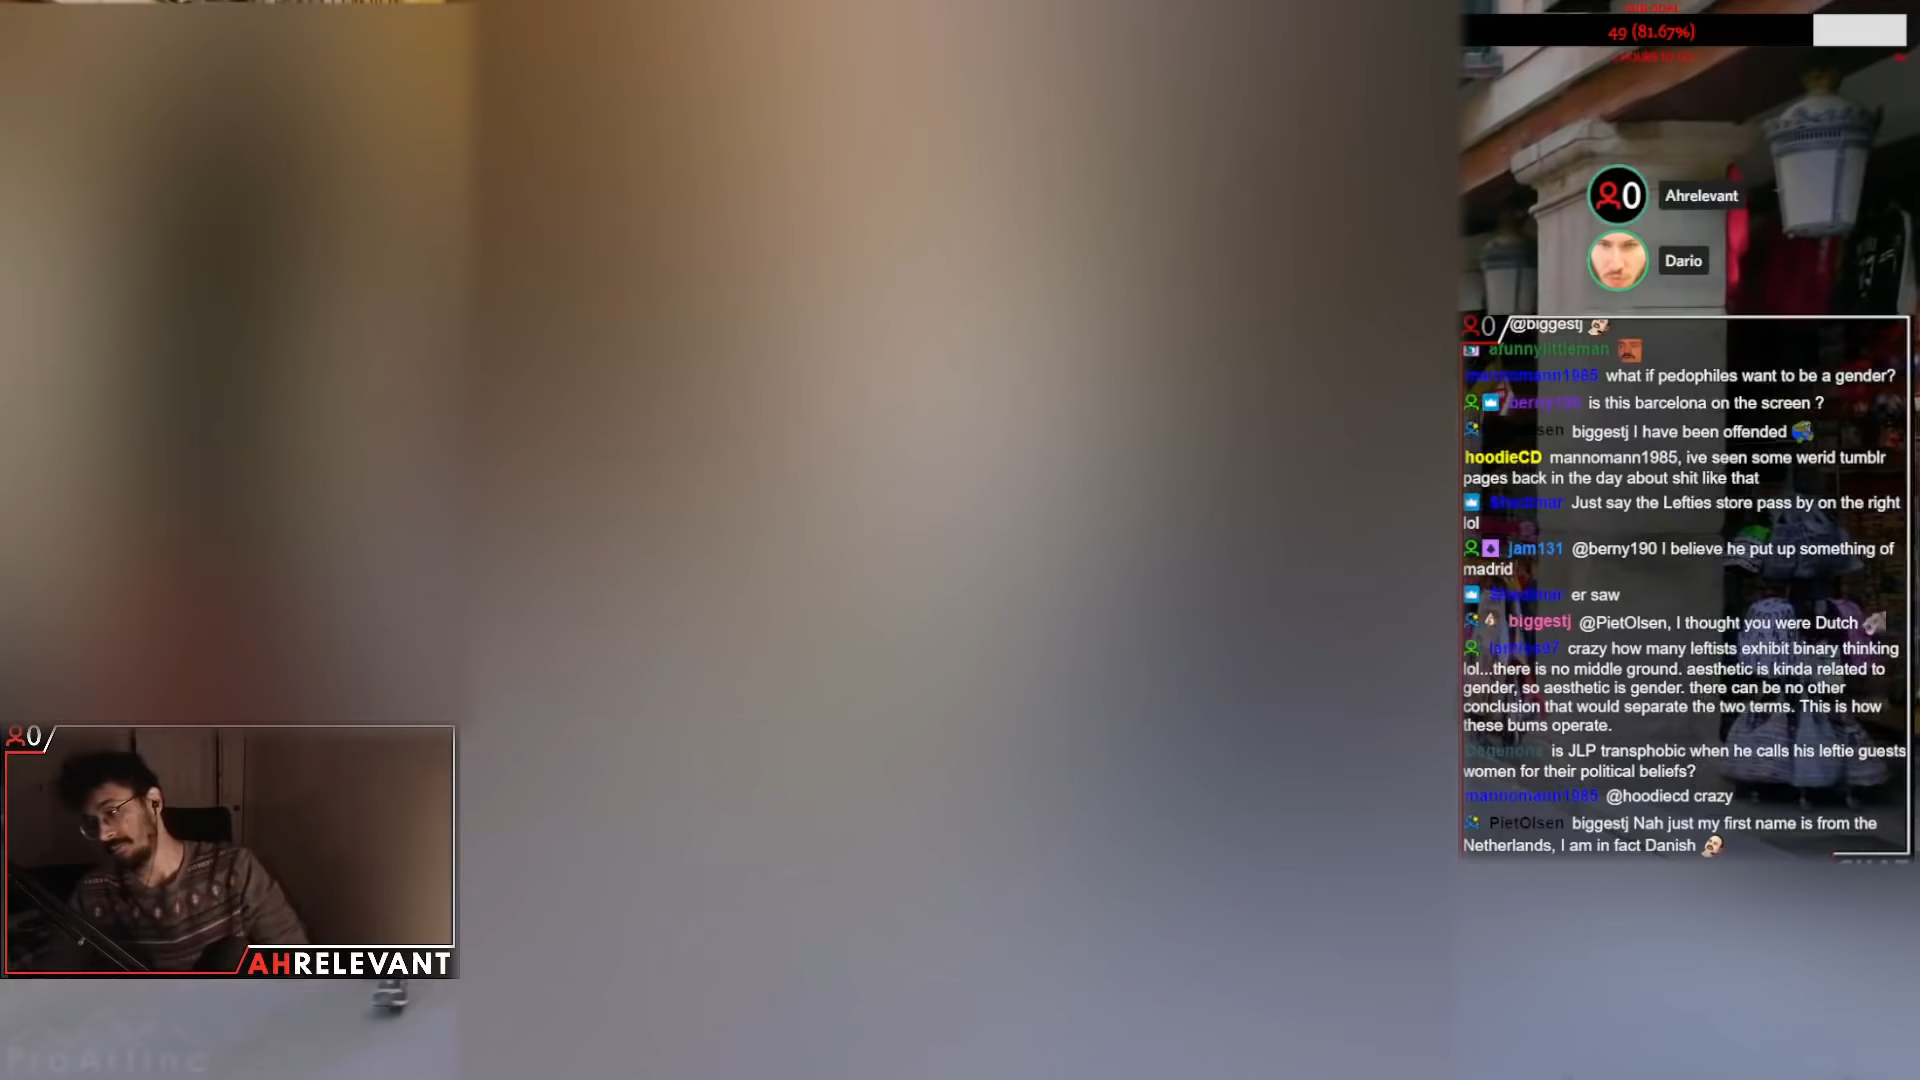 49 (81.67%)
Ahrelevant
Dario
@biggestj
afunnylittleman
mannomann1985 what if pedophiles want to be a gender?
berny190 is this barcelona on the screen ?
biggestj I have been offended
hoodieCD mannomann1985, ive seen some werid tumblr
pages back in the day about shit like that
Just say the Lefties store pass by on the right
lol
jam131 @berny190 I believe he put up something of
madrid
er saw
biggestj @PietOlsen, I thought you were Dutch
crazy how many leftists exhibit binary thinking
lol...there is no middle ground. aesthetic is kinda related to
gender, so aesthetic is gender. there can be no other
conclusion that would separate the two terms. This is how
these bums operate.
is JLP transphobic when he calls his leftie guests
women for their political beliefs?
mannomann1985 @hoodiecd crazy
PietOlsen biggestj Nah just my first name is from the
Netherlands, I am in fact Danish
0
AHRELEVANT
ProArtInc